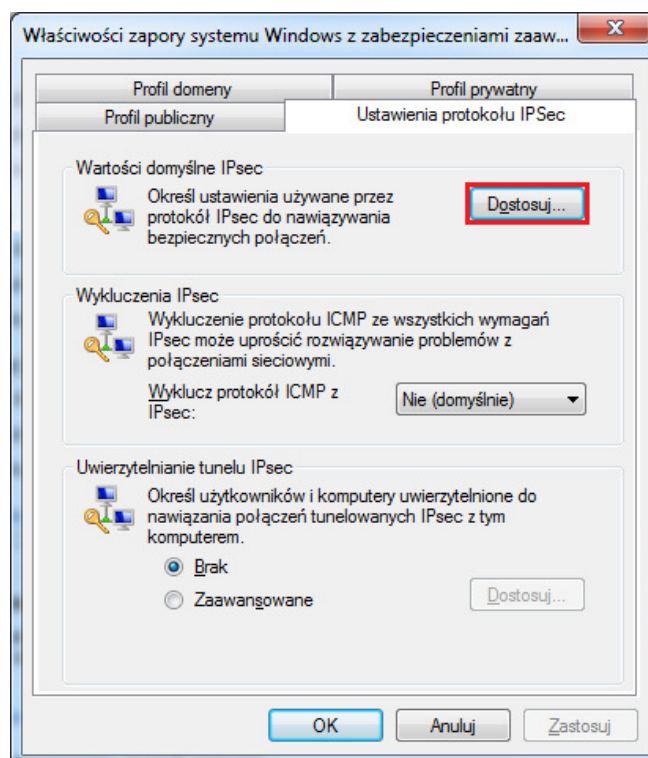 Właściwości zapory systemu Windows z zabezpieczeniami zaaw...
Profil domeny
Profil prywatny
Profil publiczny
Ustawienia protokołu IPSec
Wartości domyślne IPsec
Określ ustawienia używane przez
protokół IPsec do nawiązywania
bezpiecznych połączeń.
Dostosuj...
Wykluczenia IPsec
Wykluczenie protokołu ICMP ze wszystkich wymagań
IPsec może uprościć rozwiązywanie problemów z
połączeniami sieciowymi.
Wyklucz protokół ICMP z
IPsec:
Nie (domyślnie)
Uwierzytelnianie tunelu IPsec
Określ użytkowników i komputery uwierzytelnione do
nawiązania połączeń tunelowanych IPsec z tym
komputerem.
Brak
Zaawansowane
Dostosuj...
OK
Anuluj
Zastosuj